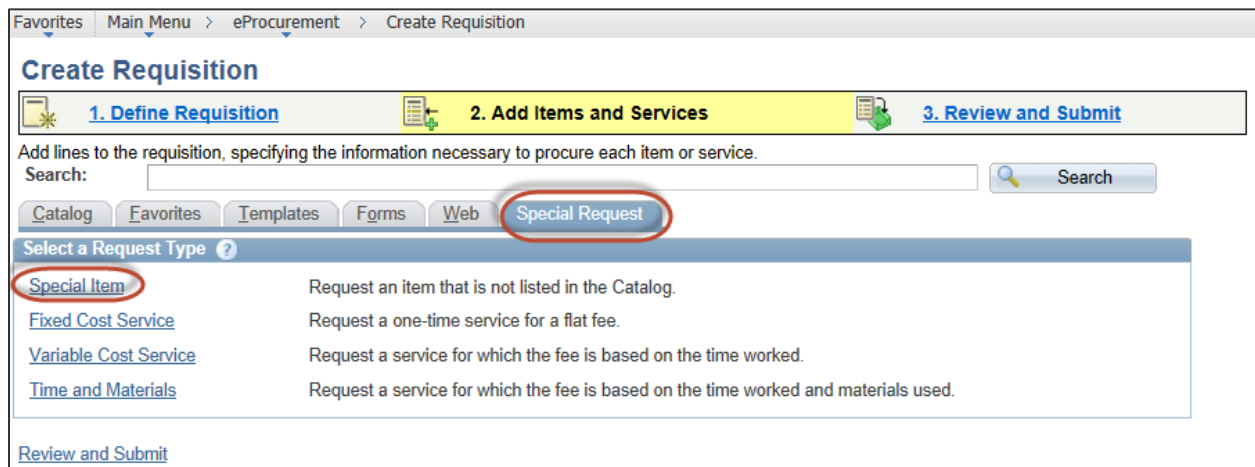 Favorites Main Menu > eProcurement > Create Requisition
Create Requisition
1. Define Requisition 2. Add Items and Services 3. Review and Submit
Add lines to the requisition, specifying the information necessary to procure each item or service.
Search: Search
Catalog Favorites Templates Forms Web Special Request
Select a Request Type ?
Special Item Request an item that is not listed in the Catalog.
Fixed Cost Service Request a one-time service for a flat fee.
Variable Cost Service Request a service for which the fee is based on the time worked.
Time and Materials Request a service for which the fee is based on the time worked and materials used.
Review and Submit